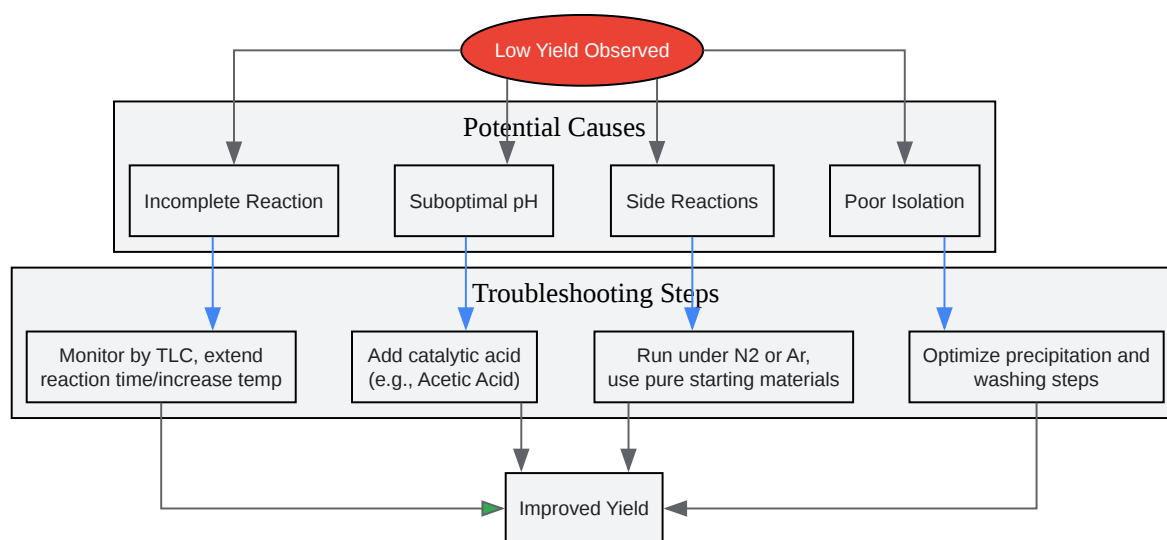 Low Yield Observed
Potential Causes
Incomplete Reaction
Suboptimal pH
Side Reactions
Poor Isolation
Troubleshooting Steps
Monitor by TLC, extend
reaction time/increase temp
Add catalytic acid
(e.g., Acetic Acid)
Run under N2 or Ar,
use pure starting materials
Optimize precipitation and
washing steps
Improved Yield